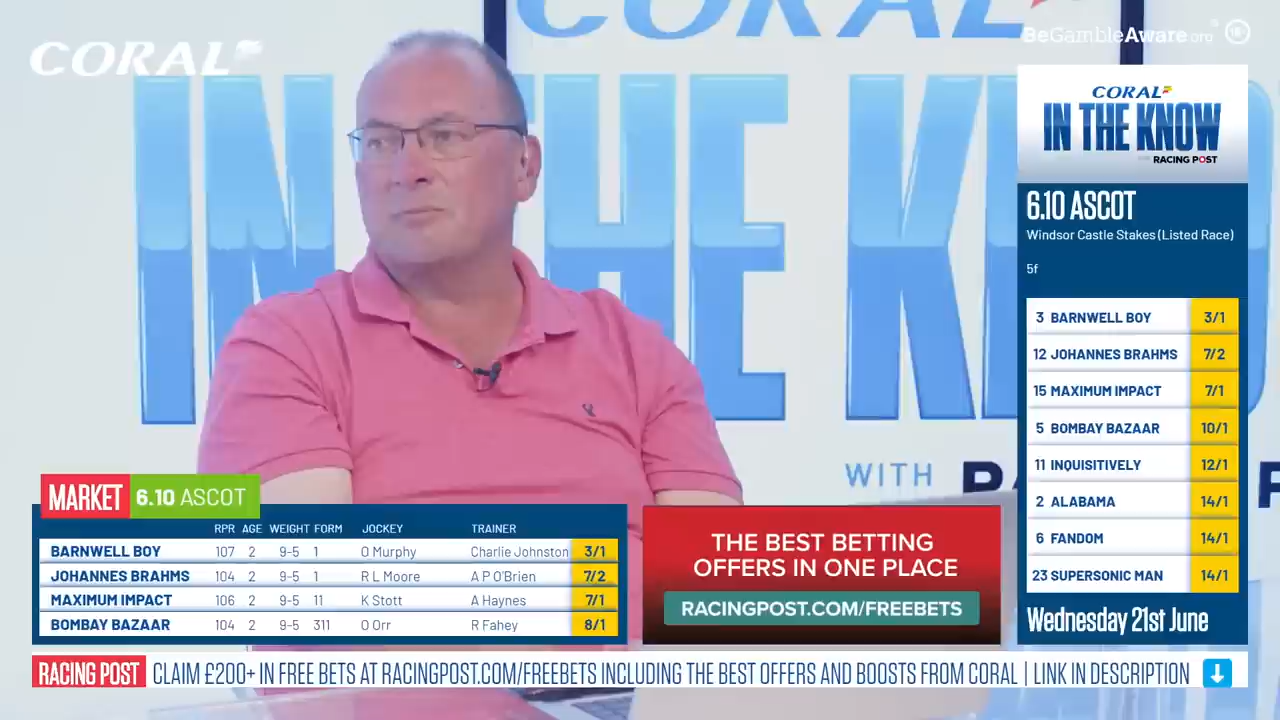 CORAL
CORAL
BeGambleAware.org 18+
IN THE KNOW
WITH
CORAL
IN THE KNOW
WITH RACING POST
6.10 ASCOT
Windsor Castle Stakes (Listed Race)
5f
3 BARNWELL BOY 3/1
12 JOHANNES BRAHMS 7/2
15 MAXIMUM IMPACT 7/1
5 BOMBAY BAZAAR 10/1
11 INQUISITIVELY 12/1
2 ALABAMA 14/1
6 FANDOM 14/1
23 SUPERSONIC MAN 14/1
Wednesday 21st June
MARKET 6.10 ASCOT
RPR AGE WEIGHT FORM JOCKEY TRAINER
BARNWELL BOY 107 2 9-5 1 O Murphy Charlie Johnston 3/1
JOHANNES BRAHMS 104 2 9-5 1 R L Moore A P O'Brien 7/2
MAXIMUM IMPACT 106 2 9-5 11 K Stott A Haynes 7/1
BOMBAY BAZAAR 104 2 9-5 311 O Orr R Fahey 8/1
THE BEST BETTING
OFFERS IN ONE PLACE
RACINGPOST.COM/FREEBETS
RACING POST CLAIM £200+ IN FREE BETS AT RACINGPOST.COM/FREEBETS INCLUDING THE BEST OFFERS AND BOOSTS FROM CORAL | LINK IN DESCRIPTION